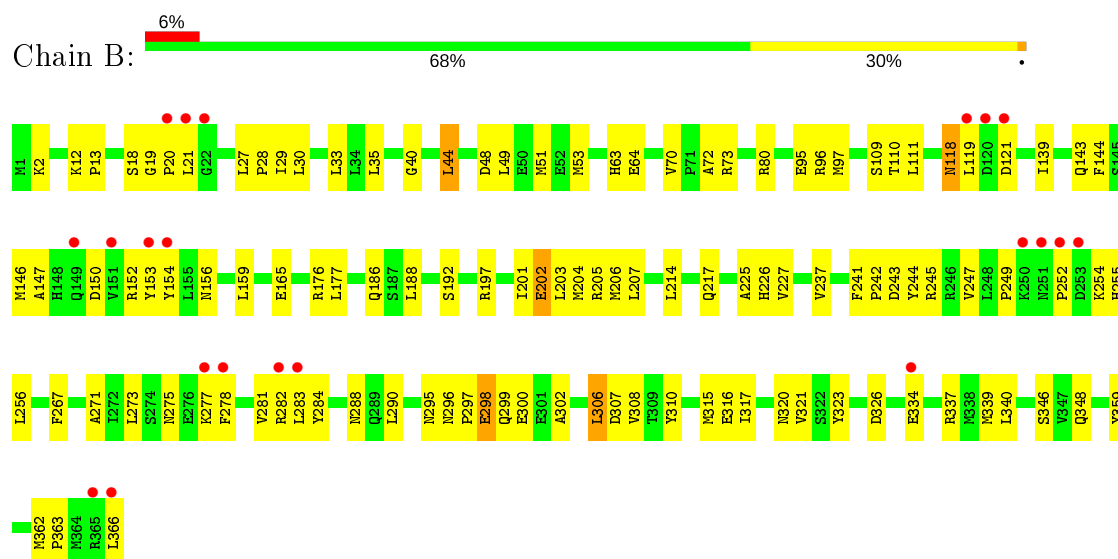 6%
Chain B:
68% 30% •
M1 K2 K12 P13 S18 G19 P20 L21 G22 L27 P28 I29 L30 L33 L34 L35 G40 L44 D48 L49 E50 M51 E52 M53 H63 E64 V70 P71 A72 R73 R80 E95 R96 M97 S109 T110 L111 N118 L119 D120 D121 I139 Q143 F144 S145
M146 A147 H148 Q149 D150 V151 R152 Y153 Y154 L155 N156 L159 E165 R176 L177 Q186 S187 L188 S192 R197 I201 E202 L203 M204 R205 M206 L207 L214 Q217 A225 H226 V227 V237 F241 P242 D243 Y244 R245 R246 V247 L248 P249 K250 N251 P252 D253 K254 H255
L256 F267 A271 I272 L273 S274 N275 E276 K277 F278 V281 R282 L283 Y284 N288 Q289 L290 N295 N296 P297 E298 Q299 E300 E301 A302 L306 D307 V308 T309 Y310 M315 E316 I317 N320 V321 S322 Y323 D326 E334 R337 M338 M339 L340 S346 V347 Q348 Y359
M362 P363 M364 R365 L366